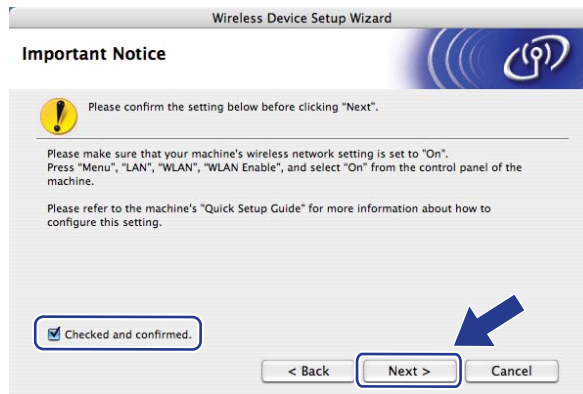 Wireless Device Setup Wizard
Important Notice
Please confirm the setting below before clicking "Next".
Please make sure that your machine's wireless network setting is set to "On".
Press "Menu", "LAN", "WLAN", "WLAN Enable", and select "On" from the control panel of the
machine.
Please refer to the machine's "Quick Setup Guide" for more information about how to
configure this setting.
Checked and confirmed.
< Back Next > Cancel